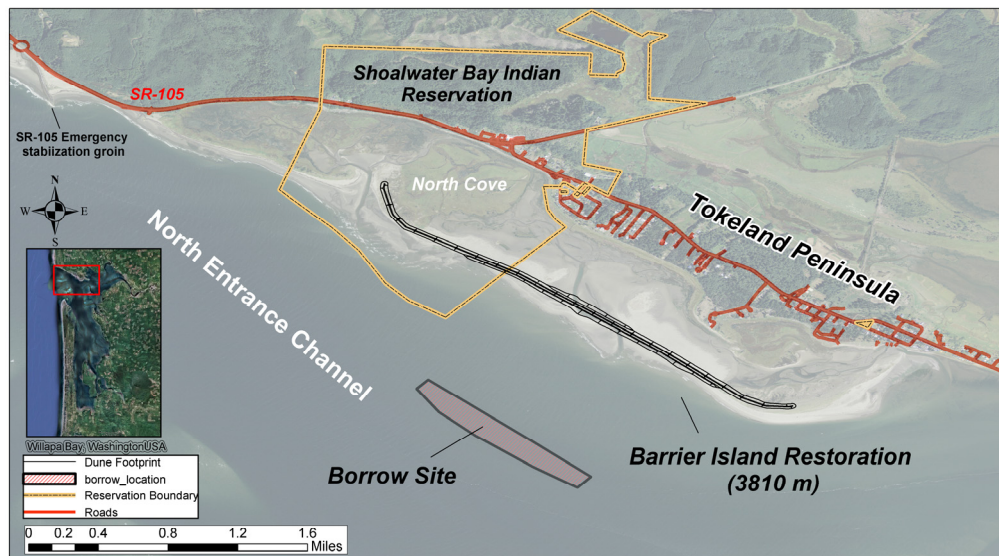 Shoalwater Bay Indian
Reservation
SR-105
SR-105 Emergency
stabiization groin
North Cove
N
W
E
S
Tokeland Peninsula
North Entrance Channel
Willapa Bay, WashingtonUSA
Borrow Site
Barrier Island Restoration
(3810 m)
Dune Footprint
borrow_location
Reservation Boundary
Roads
0 0.2 0.4 0.8 1.2 1.6
Miles